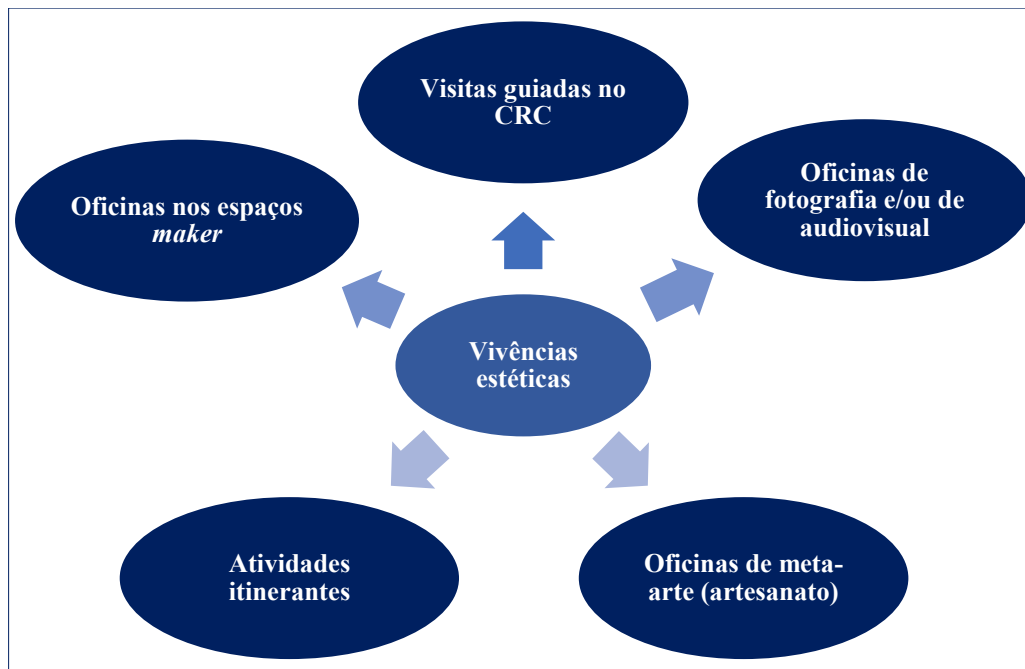 Visitas guiadas no
CRC
Oficinas de
fotografia e/ou de
audiovisual
Oficinas nos espaços
maker
Vivências
estéticas
Atividades
itinerantes
Oficinas de meta-
arte (artesanato)